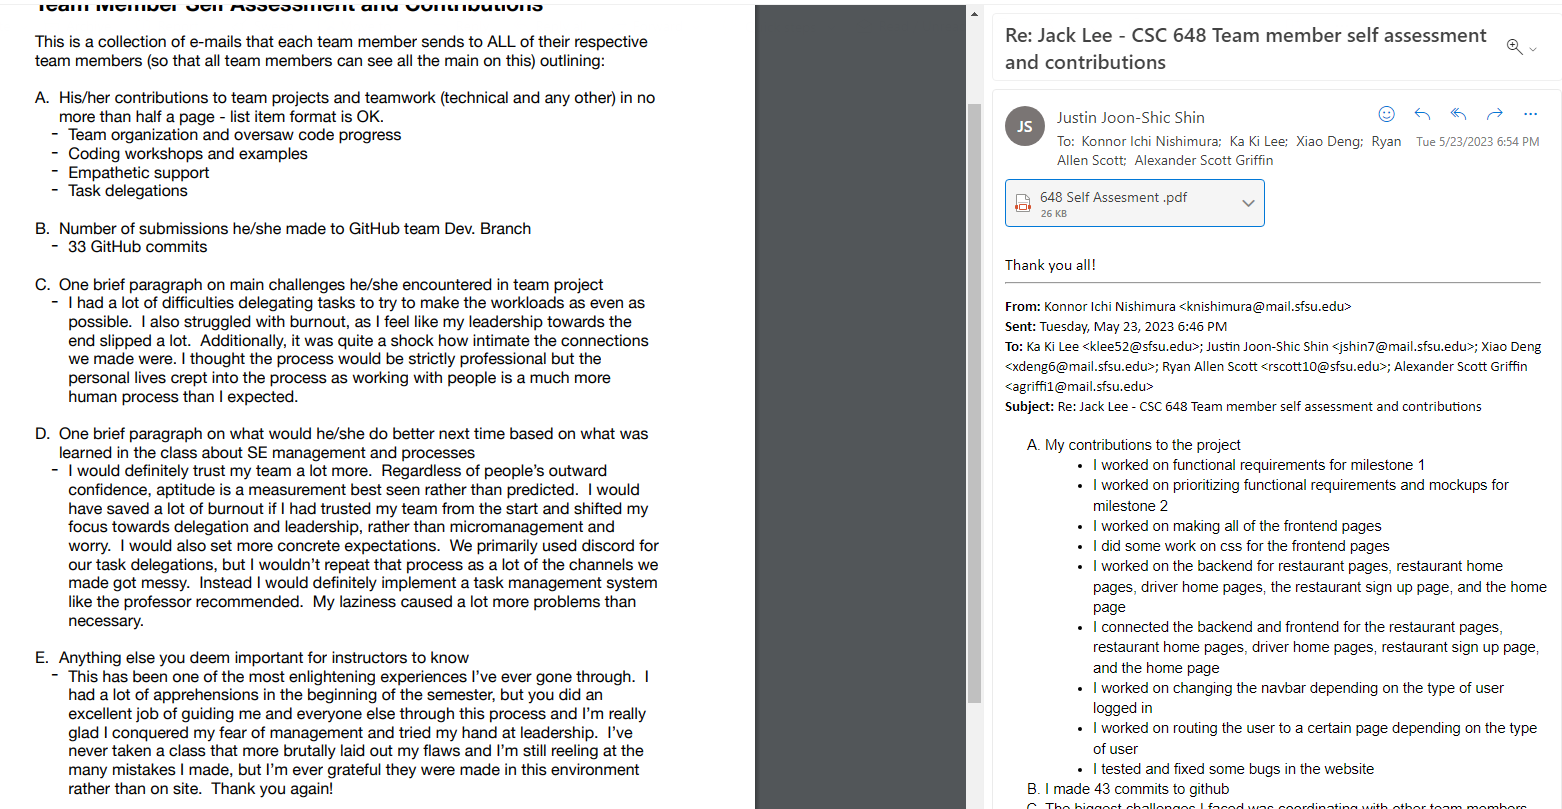 Team Member Self Assessment and Contributions
This is a collection of e-mails that each team member sends to ALL of their respective
team members (so that all team members can see all the main on this) outlining:
A. His/her contributions to team projects and teamwork (technical and any other) in no
more than half a page - list item format is OK.
- Team organization and oversaw code progress
- Coding workshops and examples
- Empathetic support
- Task delegations
B. Number of submissions he/she made to GitHub team Dev. Branch
- 33 GitHub commits
C. One brief paragraph on main challenges he/she encountered in team project
- I had a lot of difficulties delegating tasks to try to make the workloads as even as
possible. I also struggled with burnout, as I feel like my leadership towards the
end slipped a lot. Additionally, it was quite a shock how intimate the connections
we made were. I thought the process would be strictly professional but the
personal lives crept into the process as working with people is a much more
human process than I expected.
D. One brief paragraph on what would he/she do better next time based on what was
learned in the class about SE management and processes
- I would definitely trust my team a lot more. Regardless of people's outward
confidence, aptitude is a measurement best seen rather than predicted. I would
have saved a lot of burnout if I had trusted my team from the start and shifted my
focus towards delegation and leadership, rather than micromanagement and
worry. I would also set more concrete expectations. We primarily used discord for
our task delegations, but I wouldn't repeat that process as a lot of the channels we
made got messy. Instead I would definitely implement a task management system
like the professor recommended. My laziness caused a lot more problems than
necessary.
E. Anything else you deem important for instructors to know
- This has been one of the most enlightening experiences I've ever gone through. I
had a lot of apprehensions in the beginning of the semester, but you did an
excellent job of guiding me and everyone else through this process and I'm really
glad I conquered my fear of management and tried my hand at leadership. I've
never taken a class that more brutally laid out my flaws and I'm still reeling at the
many mistakes I made, but I'm ever grateful they were made in this environment
rather than on site. Thank you again!
Re: Jack Lee - CSC 648 Team member self assessment
and contributions
JS
Justin Joon-Shic Shin
To: Konnor Ichi Nishimura; Ka Ki Lee; Xiao Deng; Ryan
Allen Scott; Alexander Scott Griffin
Tue 5/23/2023 6:54 PM
648 Self Assesment .pdf
26 KB
Thank you all!
From: Konnor Ichi Nishimura <knishimura@mail.sfsu.edu>
Sent: Tuesday, May 23, 2023 6:46 PM
To: Ka Ki Lee <klee52@sfsu.edu>; Justin Joon-Shic Shin <jshin7@mail.sfsu.edu>; Xiao Deng
<xdeng6@mail.sfsu.edu>; Ryan Allen Scott <rscott10@sfsu.edu>; Alexander Scott Griffin
<agriffi1@mail.sfsu.edu>
Subject: Re: Jack Lee - CSC 648 Team member self assessment and contributions
A. My contributions to the project
• I worked on functional requirements for milestone 1
• I worked on prioritizing functional requirements and mockups for
milestone 2
• I worked on making all of the frontend pages
• I did some work on css for the frontend pages
• I worked on the backend for restaurant pages, restaurant home
pages, driver home pages, the restaurant sign up page, and the home
page
• I connected the backend and frontend for the restaurant pages,
restaurant home pages, driver home pages, restaurant sign up page,
and the home page
• I worked on changing the navbar depending on the type of user
logged in
• I worked on routing the user to a certain page depending on the type
of user
• I tested and fixed some bugs in the website
B. I made 43 commits to github
C. The biggest challenges I faced was coordinating with other team members